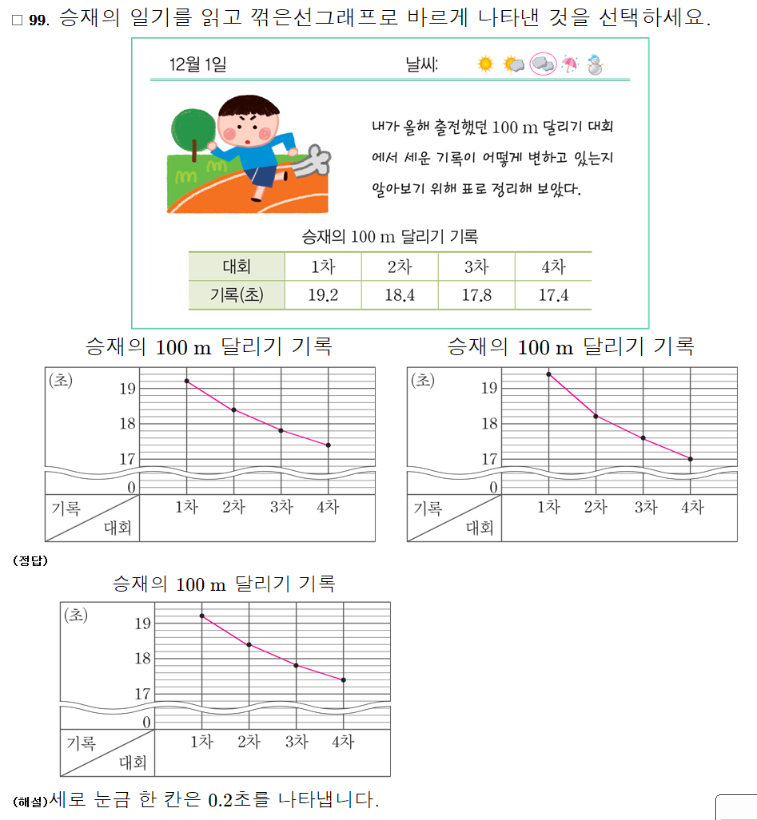 □ 99. 승재의 일기를 읽고 꺾은선그래프로 바르게 나타낸 것을 선택하세요.
12월 1일 날씨:
내가 올해 출전했던 100 m 달리기 대회
에서 세운 기록이 어떻게 변하고 있는지
알아보기 위해 표로 정리해 보았다.
승재의 100 m 달리기 기록
대회 1차 2차 3차 4차
기록(초) 19.2 18.4 17.8 17.4
승재의 100 m 달리기 기록
(초)
19
18
17
0
기록 대회 1차 2차 3차 4차
승재의 100 m 달리기 기록
(초)
19
18
17
0
기록 대회 1차 2차 3차 4차
(정답)
승재의 100 m 달리기 기록
(초)
19
18
17
0
기록 대회 1차 2차 3차 4차
(해설)세로 눈금 한 칸은 0.2초를 나타냅니다.